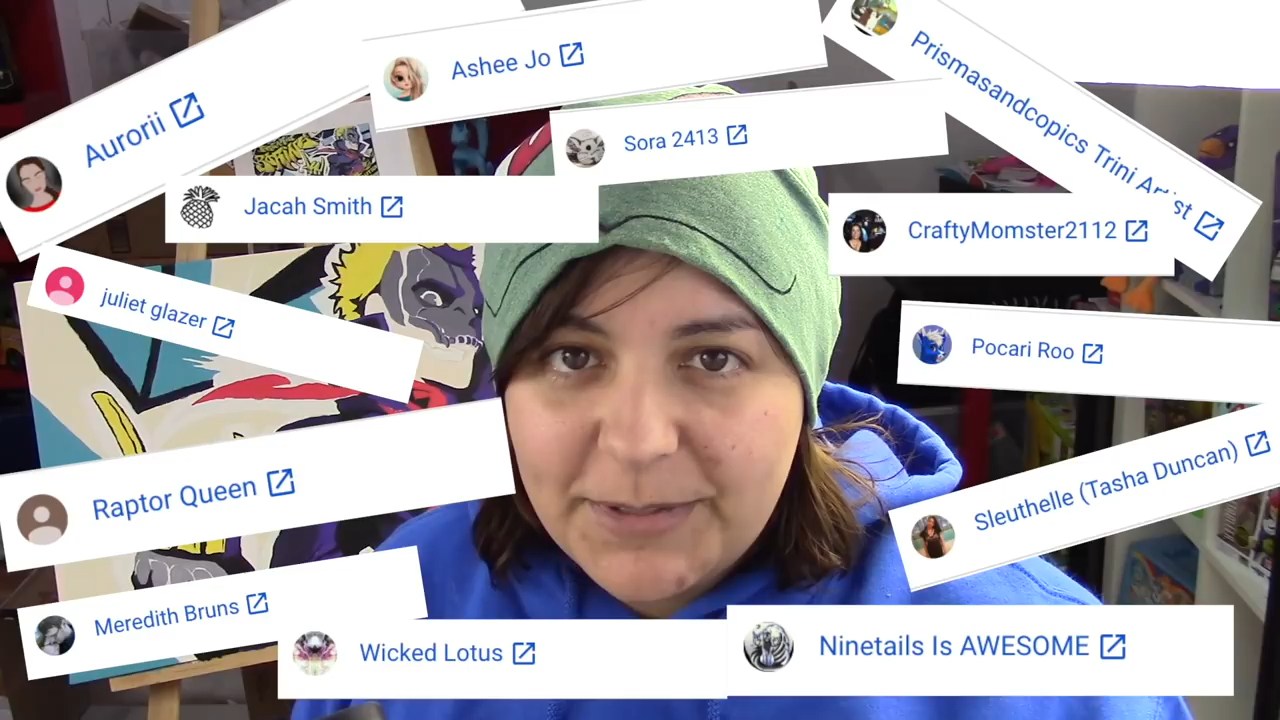 Ashee Jo
Prismasandcopics Trini
Aurorii
Sora 2413
Jacah Smith
CraftyMomster2112
juliet glazer
Pocari Roo
Raptor Queen
Sleuthelle (Tasha Duncan)
Meredith Bruns
Wicked Lotus
Ninetails Is AWESOME